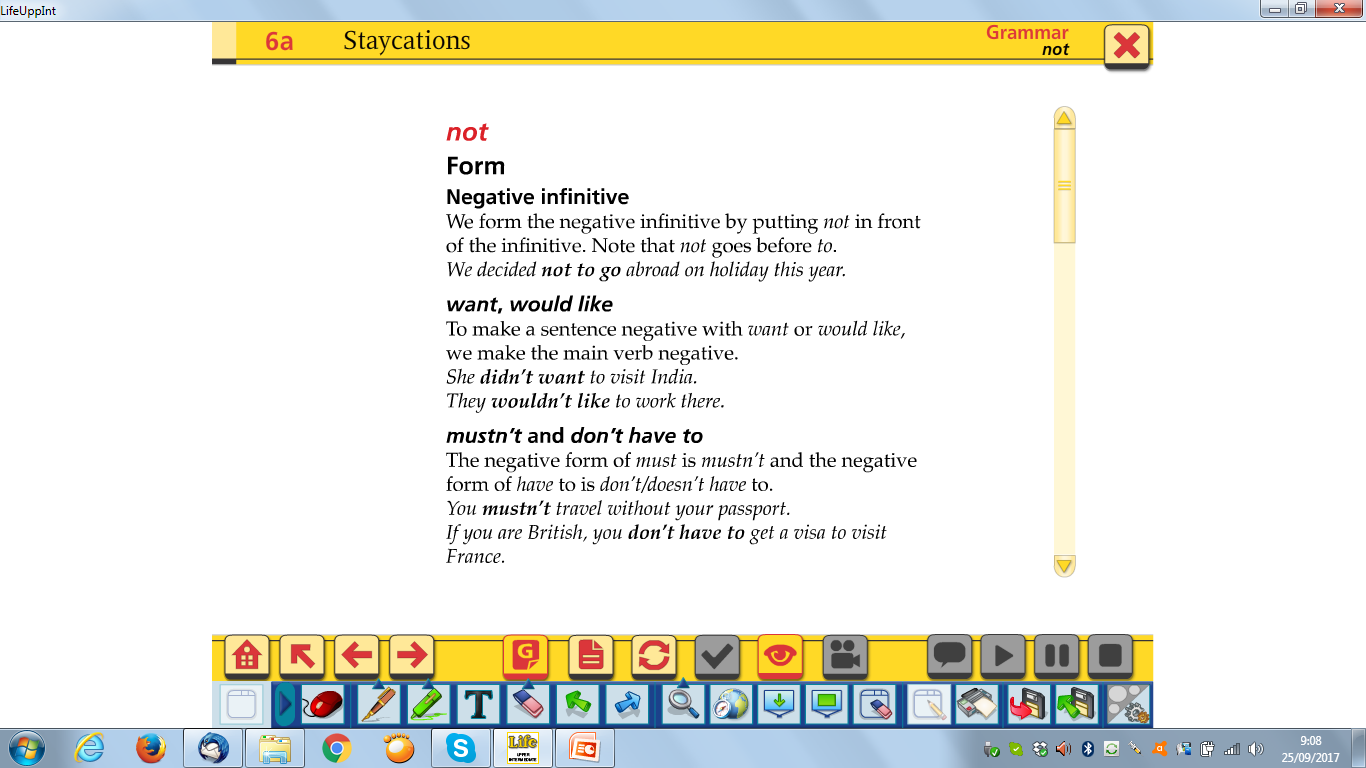 LifeUppInt
6a Staycations Grammar
not
not
Form
Negative infinitive
We form the negative infinitive by putting not in front
of the infinitive. Note that not goes before to.
We decided not to go abroad on holiday this year.
want, would like
To make a sentence negative with want or would like,
we make the main verb negative.
She didn't want to visit India.
They wouldn't like to work there.
mustn't and don't have to
The negative form of must is mustn't and the negative
form of have to is don't/doesn't have to.
You mustn't travel without your passport.
If you are British, you don't have to get a visa to visit
France.
G
T
Life
UPPER
INTERMEDIATE
9:08
25/09/2017